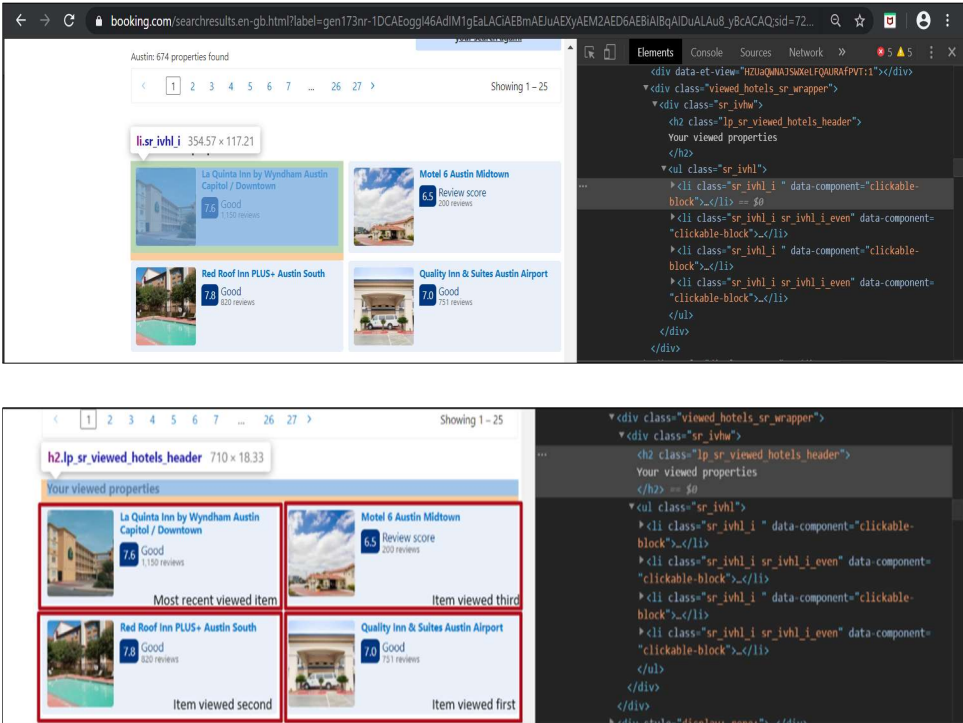 booking.com/searchresults.en-gb.html?label=gen173nr-1DCAEoggI46AdIM1gEaLACiAEBmAEJuAEXyAEM2AED6AEBiAIBqAIDuALAu8_yBcACAQ;sid=72...
your search again
Austin: 674 properties found
1 2 3 4 5 6 7 ... 26 27
Showing 1 – 25
li.sr_ivhl_i 354.57 × 117.21
La Quinta Inn by Wyndham Austin
Capitol / Downtown
7.6 Good
1,150 reviews
Motel 6 Austin Midtown
6.5 Review score
200 reviews
Red Roof Inn PLUS+ Austin South
7.8 Good
820 reviews
Quality Inn & Suites Austin Airport
7.0 Good
751 reviews
Elements Console Sources Network » 5 5
<div data-et-view="HZUaQWNAJSWXeLFQAURAfPVT:1"></div>
▼<div class="viewed_hotels_sr_wrapper">
▼<div class="sr_ivhw">
<h2 class="lp_sr_viewed_hotels_header">
Your viewed properties
</h2>
▼<ul class="sr_ivhl">
▶<li class="sr_ivhl_i " data-component="clickable-
block">…</li> == $0
▶<li class="sr_ivhl_i sr_ivhl_i_even" data-component=
"clickable-block">…</li>
▶<li class="sr_ivhl_i " data-component="clickable-
block">…</li>
▶<li class="sr_ivhl_i sr_ivhl_i_even" data-component=
"clickable-block">…</li>
</ul>
</div>
</div>
1 2 3 4 5 6 7 ... 26 27
Showing 1 – 25
h2.lp_sr_viewed_hotels_header 710 × 18.33
Your viewed properties
La Quinta Inn by Wyndham Austin
Capitol / Downtown
7.6 Good
1,150 reviews
Most recent viewed item
Motel 6 Austin Midtown
6.5 Review score
200 reviews
Item viewed third
Red Roof Inn PLUS+ Austin South
7.8 Good
820 reviews
Item viewed second
Quality Inn & Suites Austin Airport
7.0 Good
751 reviews
Item viewed first
▼<div class="viewed_hotels_sr_wrapper">
▼<div class="sr_ivhw">
<h2 class="lp_sr_viewed_hotels_header">
Your viewed properties
</h2> == $0
▼<ul class="sr_ivhl">
▶<li class="sr_ivhl_i " data-component="clickable-
block">…</li>
▶<li class="sr_ivhl_i sr_ivhl_i_even" data-component=
"clickable-block">…</li>
▶<li class="sr_ivhl_i " data-component="clickable-
block">…</li>
▶<li class="sr_ivhl_i sr_ivhl_i_even" data-component=
"clickable-block">…</li>
</ul>
</div>
</div>